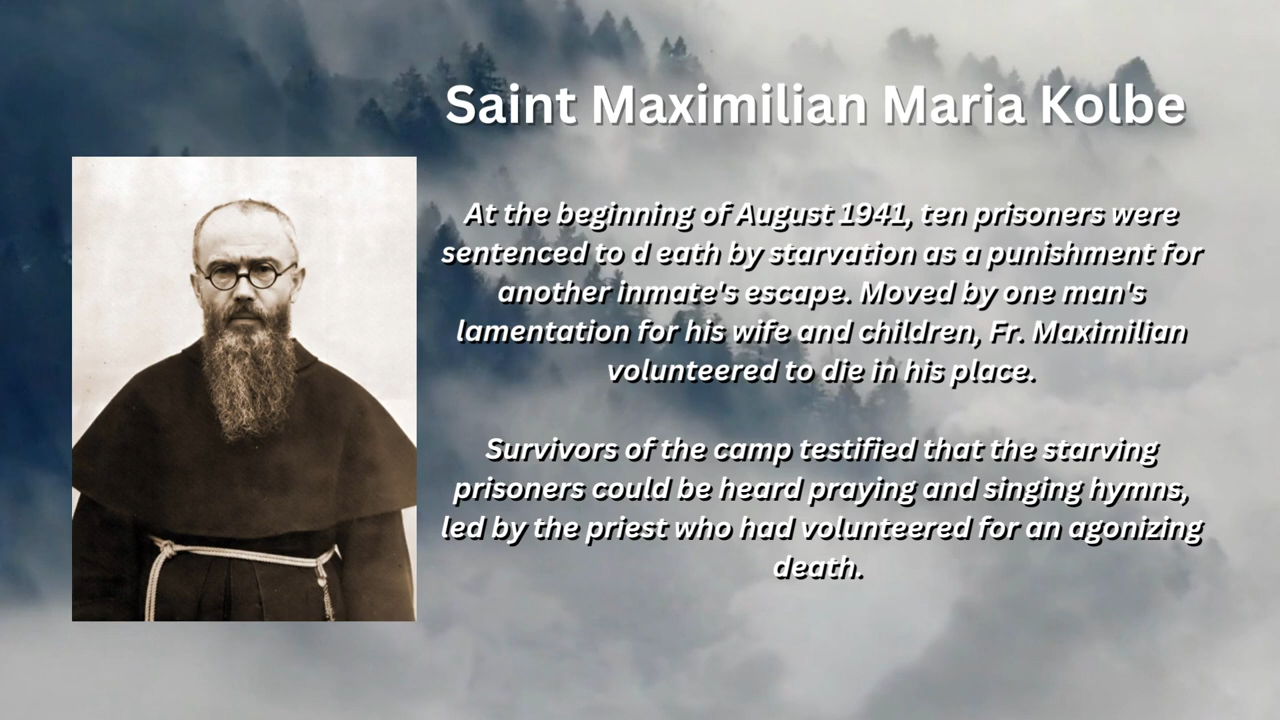 Saint Maximilian Maria Kolbe
At the beginning of August 1941, ten prisoners were
sentenced to d eath by starvation as a punishment for
another inmate's escape. Moved by one man's
lamentation for his wife and children, Fr. Maximilian
volunteered to die in his place.
Survivors of the camp testified that the starving
prisoners could be heard praying and singing hymns,
led by the priest who had volunteered for an agonizing
death.